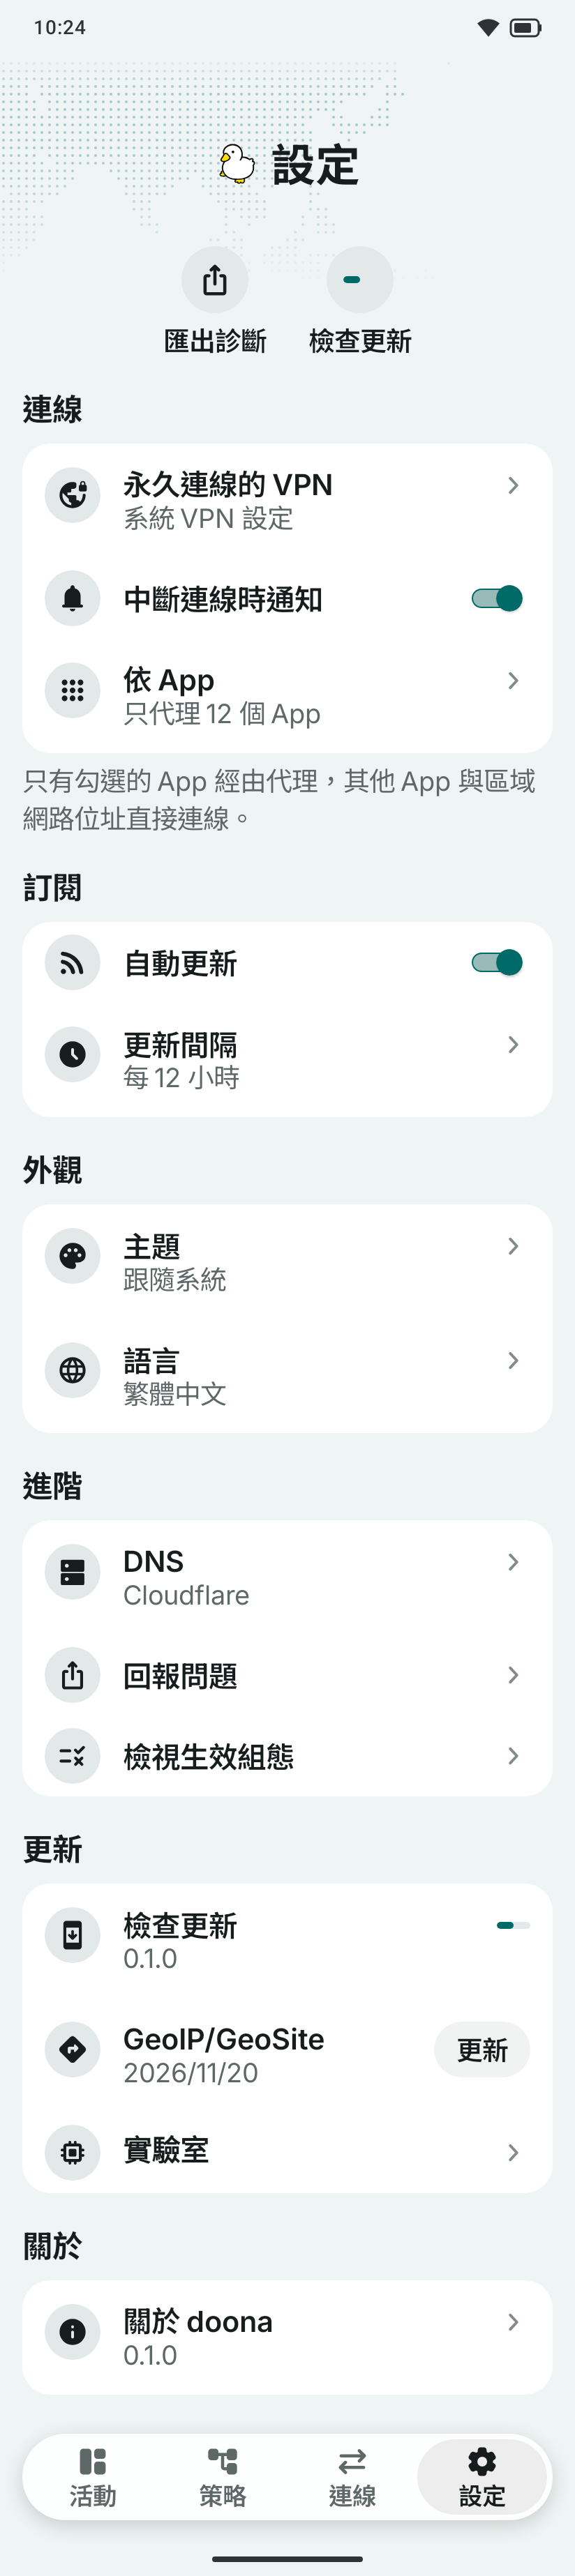 10:24
設定
匯出診斷
檢查更新
連線
永久連線的 VPN
系統 VPN 設定
中斷連線時通知
依 App
只代理 12 個 App
只有勾選的 App 經由代理，其他 App 與區域
網路位址直接連線。
訂閱
自動更新
更新間隔
每 12 小時
外觀
主題
跟隨系統
語言
繁體中文
進階
DNS
Cloudflare
回報問題
檢視生效組態
更新
檢查更新
0.1.0
GeoIP/GeoSite
2026/11/20
更新
實驗室
關於
關於 doona
0.1.0
活動
策略
連線
設定